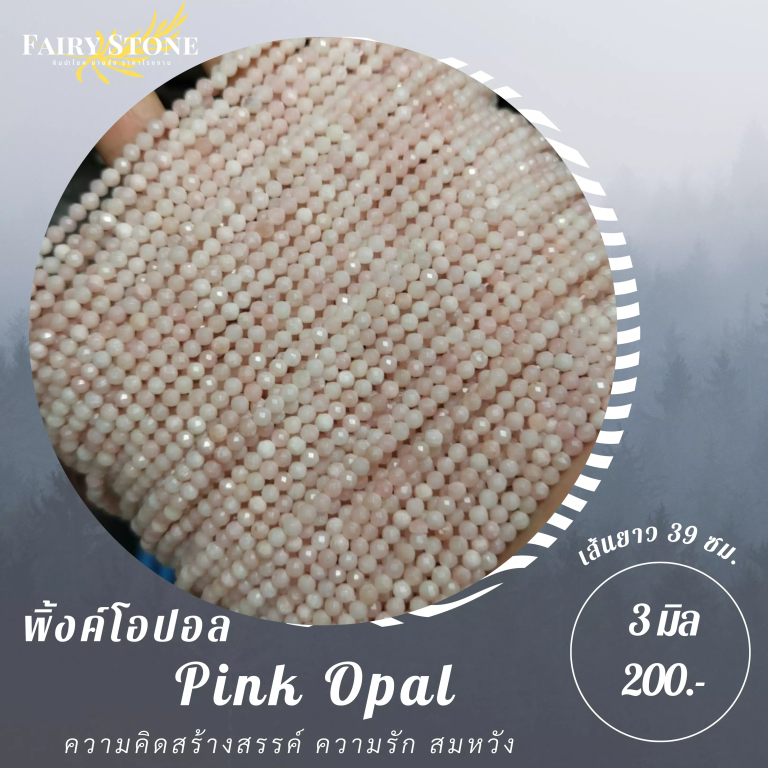 FAIRY STONE
เส้นยาว 39 ซม.
3 มิล
200.-
พิ้งค์โอปอล
Pink Opal
ความคิดสร้างสรรค์ ความรัก สมหวัง